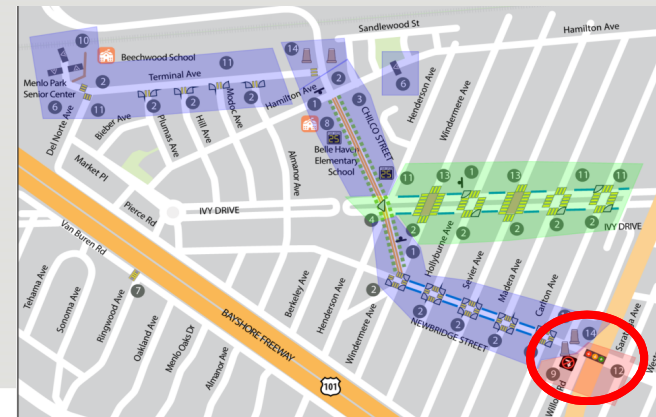 Sandlewood St
Hamilton Ave
10
14
Beechwood School
11
Terminal Ave
2
Menlo Park
Senior Center
6
2
2
2
2
2
Hamilton Ave
1
3
6
11
Del Norte Ave
Bieber Ave
Plumas Ave
Hill Ave
Modoc Ave
8
CHILCO STREET
Henderson Ave
Windermere Ave
Belle Haven
Elementary
School
Almanor Ave
Market Pl
11
13
1
13
11
11
Pierce Rd
IVY DRIVE
4
2
2
2
2
2
IVY DRIVE
Van Buren Rd
1
Hollyburne Ave
Sevier Ave
Madera Ave
Carlton Ave
7
2
Tehama Ave
Sonoma Ave
Ringwood Ave
Oakland Ave
Menlo Oaks Dr
Almanor Ave
BAYSHORE FREEWAY
Berkeley Ave
Henderson Ave
Windermere Ave
2
2
2
NEWBRIDGE STREET
14
9
12
101